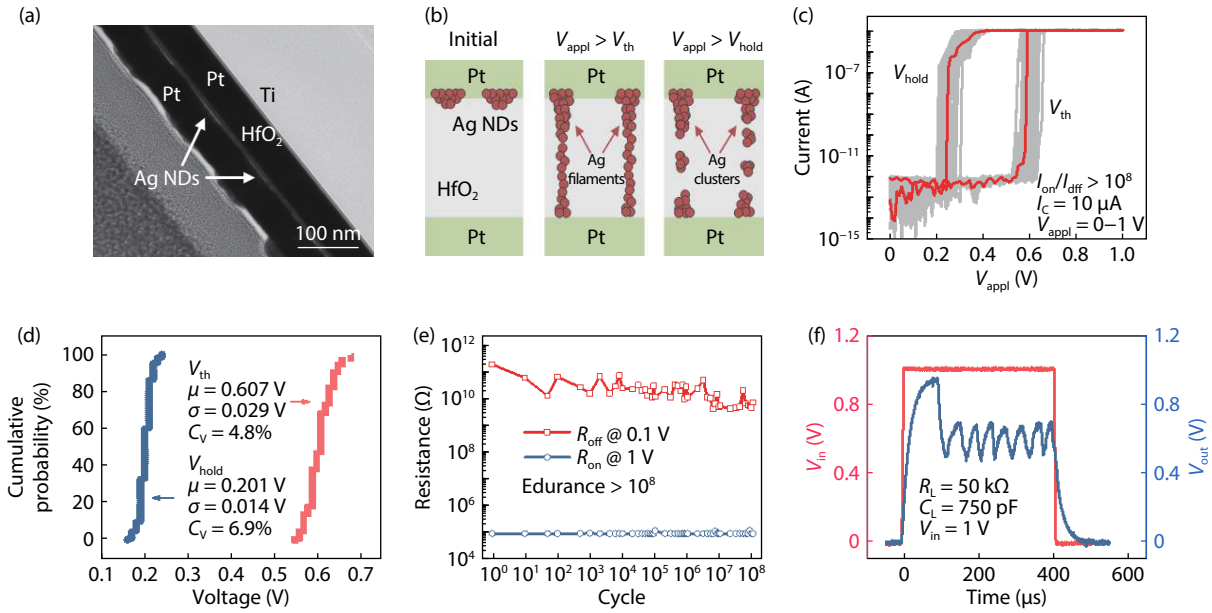 (a)
Pt
Pt
Ti
HfO2
Ag NDs
100 nm
(b)
Initial
Vappl > Vth
Vappl > Vhold
Pt
Pt
Pt
Ag NDs
Ag
filaments
Ag
clusters
HfO2
Pt
Pt
Pt
(c)
Current (A)
10−7
10−11
10−15
Vhold
Vth
Ion/Idff > 10^8
IC = 10 μA
Vappl = 0−1 V
0 0.2 0.4 0.6 0.8 1.0
Vappl (V)
(d)
Cumulative
probability (%)
100
80
60
40
20
0
Vth
μ = 0.607 V
σ = 0.029 V
CV = 4.8%
Vhold
μ = 0.201 V
σ = 0.014 V
CV = 6.9%
0.1 0.2 0.3 0.4 0.5 0.6 0.7
Voltage (V)
(e)
Resistance (Ω)
10^12
10^10
10^8
10^6
10^4
Roff @ 0.1 V
Ron @ 1 V
Edurance > 10^8
10^0 10^1 10^2 10^3 10^4 10^5 10^6 10^7 10^8
Cycle
(f)
Vin (V)
1.2
0.8
0.4
0
RL = 50 kΩ
CL = 750 pF
Vin = 1 V
1.2
0.8
0.4
0
Vout (V)
0 200 400 600
Time (μs)